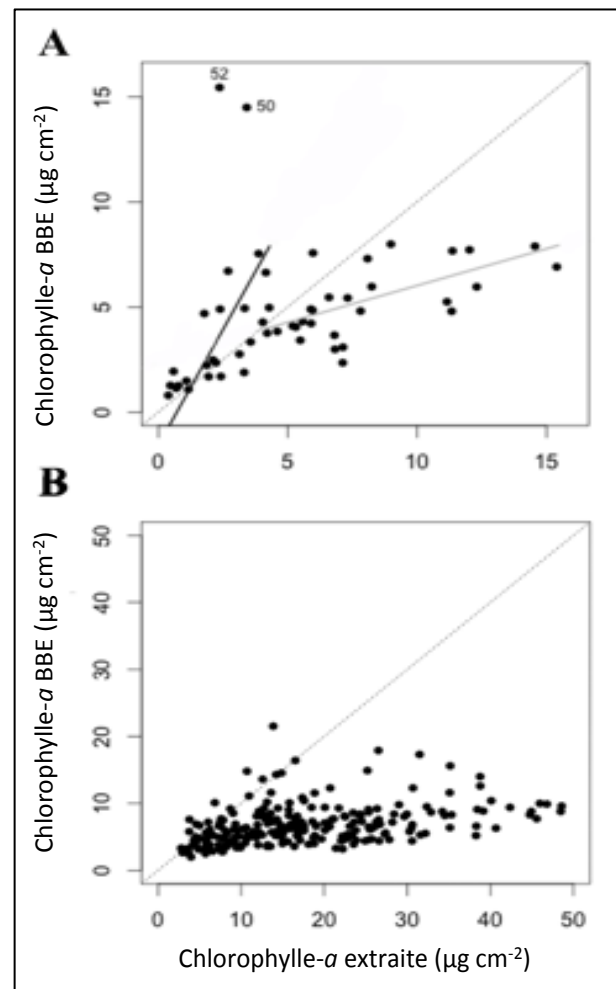 A
52
50
15
10
5
0
Chlorophylle-a BBE (µg cm-2)
0 5 10 15
B
50
40
30
20
10
0
Chlorophylle-a BBE (µg cm-2)
0 10 20 30 40 50
Chlorophylle-a extraite (µg cm-2)